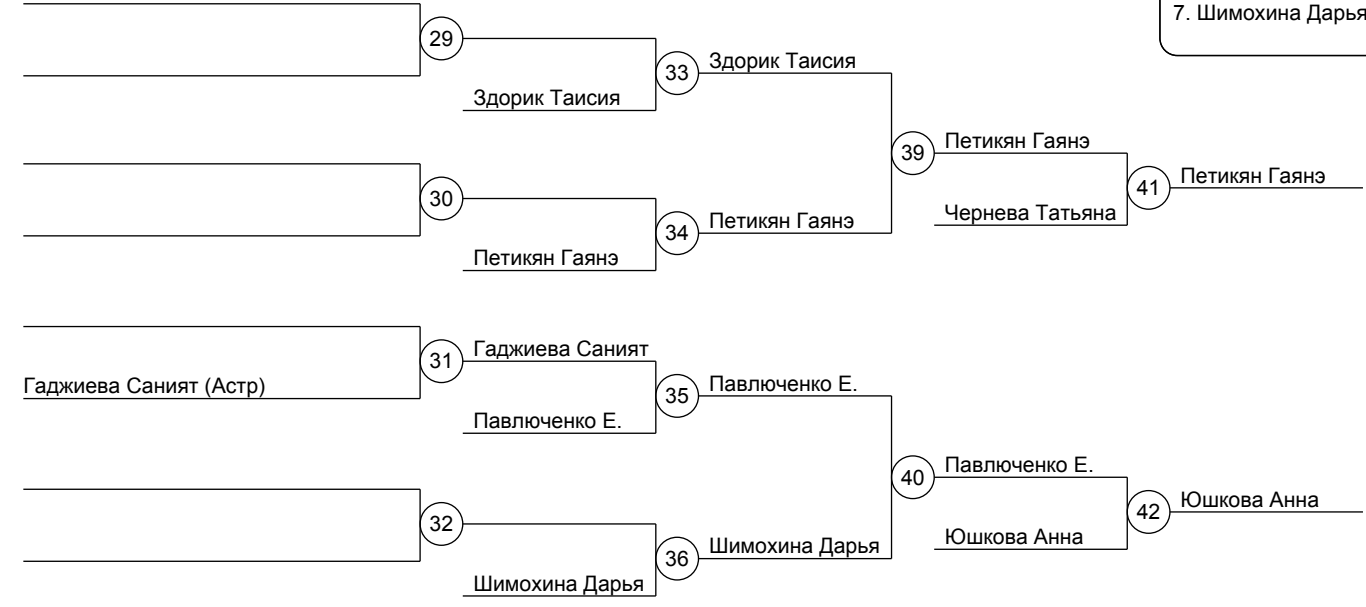 7. Шимохина Дарья
29
Здорик Таисия
33
Здорик Таисия
39
Петикян Гаянэ
30
Петикян Гаянэ
34
Петикян Гаянэ
Чернева Татьяна
41
Петикян Гаянэ
Гаджиева Саният (Астр)
31
Гаджиева Саният
Павлюченко Е.
35
Павлюченко Е.
40
Павлюченко Е.
32
Шимохина Дарья
36
Шимохина Дарья
Юшкова Анна
42
Юшкова Анна